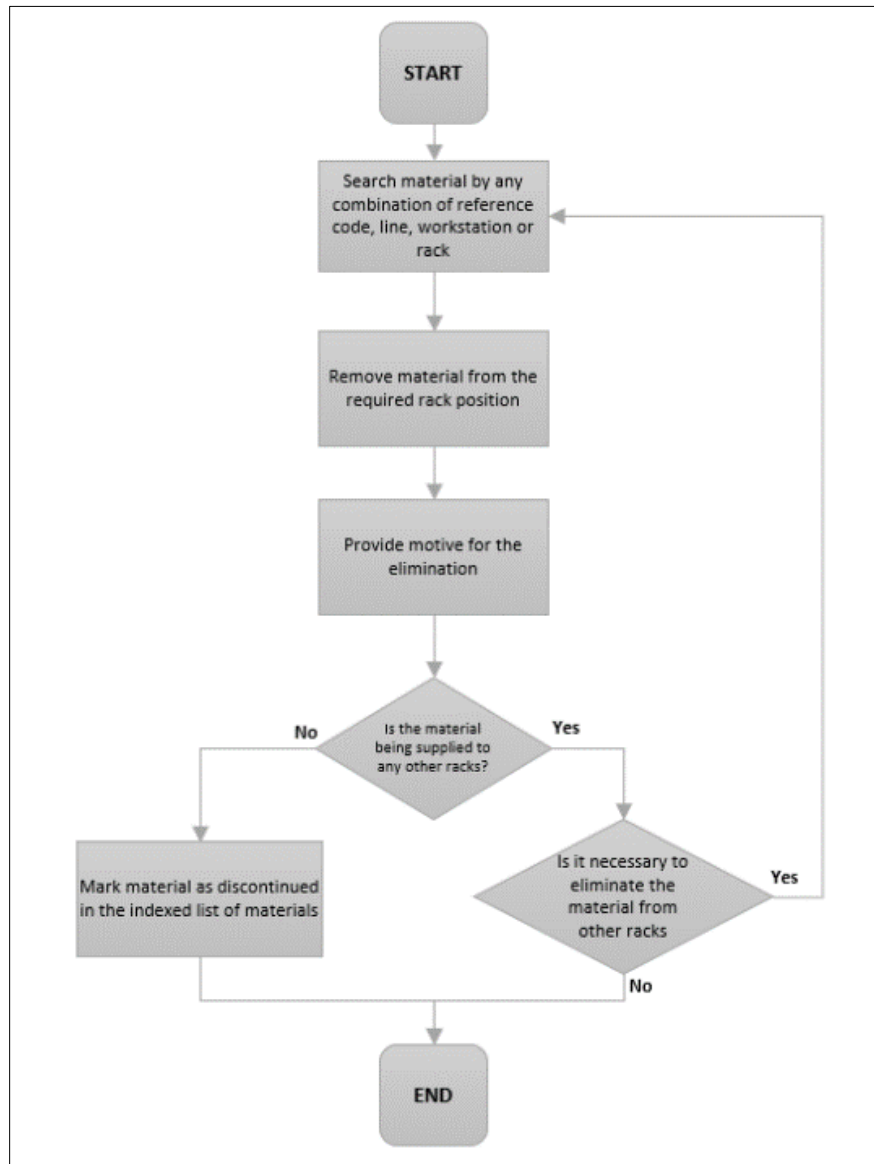 START
Search material by any
combination of reference
code, line, workstation or
rack
Remove material from the
required rack position
Provide motive for the
elimination
No
Is the material
being supplied to
any other racks?
Yes
Mark material as discontinued
in the indexed list of materials
Is it necessary to
eliminate the
material from
other racks
Yes
No
END